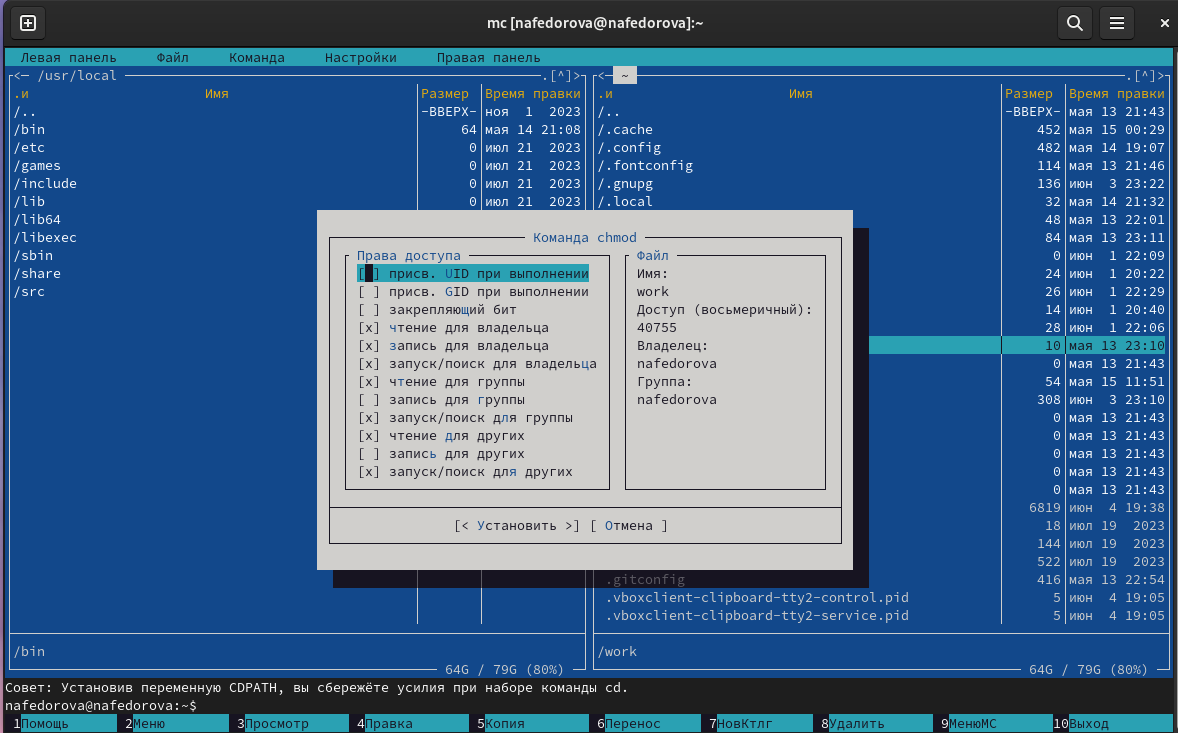 mc [nafedorova@nafedorova]:~
Левая панель Файл Команда Настройки Правая панель
<─ /usr/local ─.[^]>
.и Имя Размер Время правки
/.. -ВВЕРХ- ноя 1 2023
/bin 64 мая 14 21:08
/etc 0 июл 21 2023
/games 0 июл 21 2023
/include 0 июл 21 2023
/lib 0 июл 21 2023
/lib64
/libexec
/sbin
/share
/src
/bin
64G / 79G (80%)
<─ ~ ─.[^]>
.и Имя Размер Время правки
/.. -ВВЕРХ- мая 13 21:43
/.cache 452 мая 15 00:29
/.config 482 мая 14 19:07
/.fontconfig 114 мая 13 21:46
/.gnupg 136 июн 3 23:22
/.local 32 мая 14 21:32
48 мая 13 22:01
84 июн 3 23:11
0 июн 1 22:09
24 июн 1 20:22
26 июн 1 22:29
14 июн 1 20:40
28 июн 1 22:06
10 мая 13 23:10
0 мая 13 21:43
54 мая 15 11:51
308 июн 3 23:10
0 мая 13 21:43
0 мая 13 21:43
0 мая 13 21:43
0 мая 13 21:43
0 мая 13 21:43
6819 июн 4 19:38
18 июл 19 2023
144 июл 19 2023
522 июл 19 2023
.gitconfig 416 мая 13 22:54
.vboxclient-clipboard-tty2-control.pid 5 июн 4 19:05
.vboxclient-clipboard-tty2-service.pid 5 июн 4 19:05
/work
64G / 79G (80%)
Команда chmod
Права доступа
[ ] присв. UID при выполнении
[ ] присв. GID при выполнении
[ ] закрепляющий бит
[x] чтение для владельца
[x] запись для владельца
[x] запуск/поиск для владельца
[x] чтение для группы
[ ] запись для группы
[x] запуск/поиск для группы
[x] чтение для других
[ ] запись для других
[x] запуск/поиск для других
Файл
Имя:
work
Доступ (восьмеричный):
40755
Владелец:
nafedorova
Группа:
nafedorova
[< Установить >] [ Отмена ]
Совет: Установив переменную CDPATH, вы сбережёте усилия при наборе команды cd.
nafedorova@nafedorova:~$
1Помощь 2Меню 3Просмотр 4Правка 5Копия 6Перенос 7НовКтлг 8Удалить 9МенюMC 10Выход